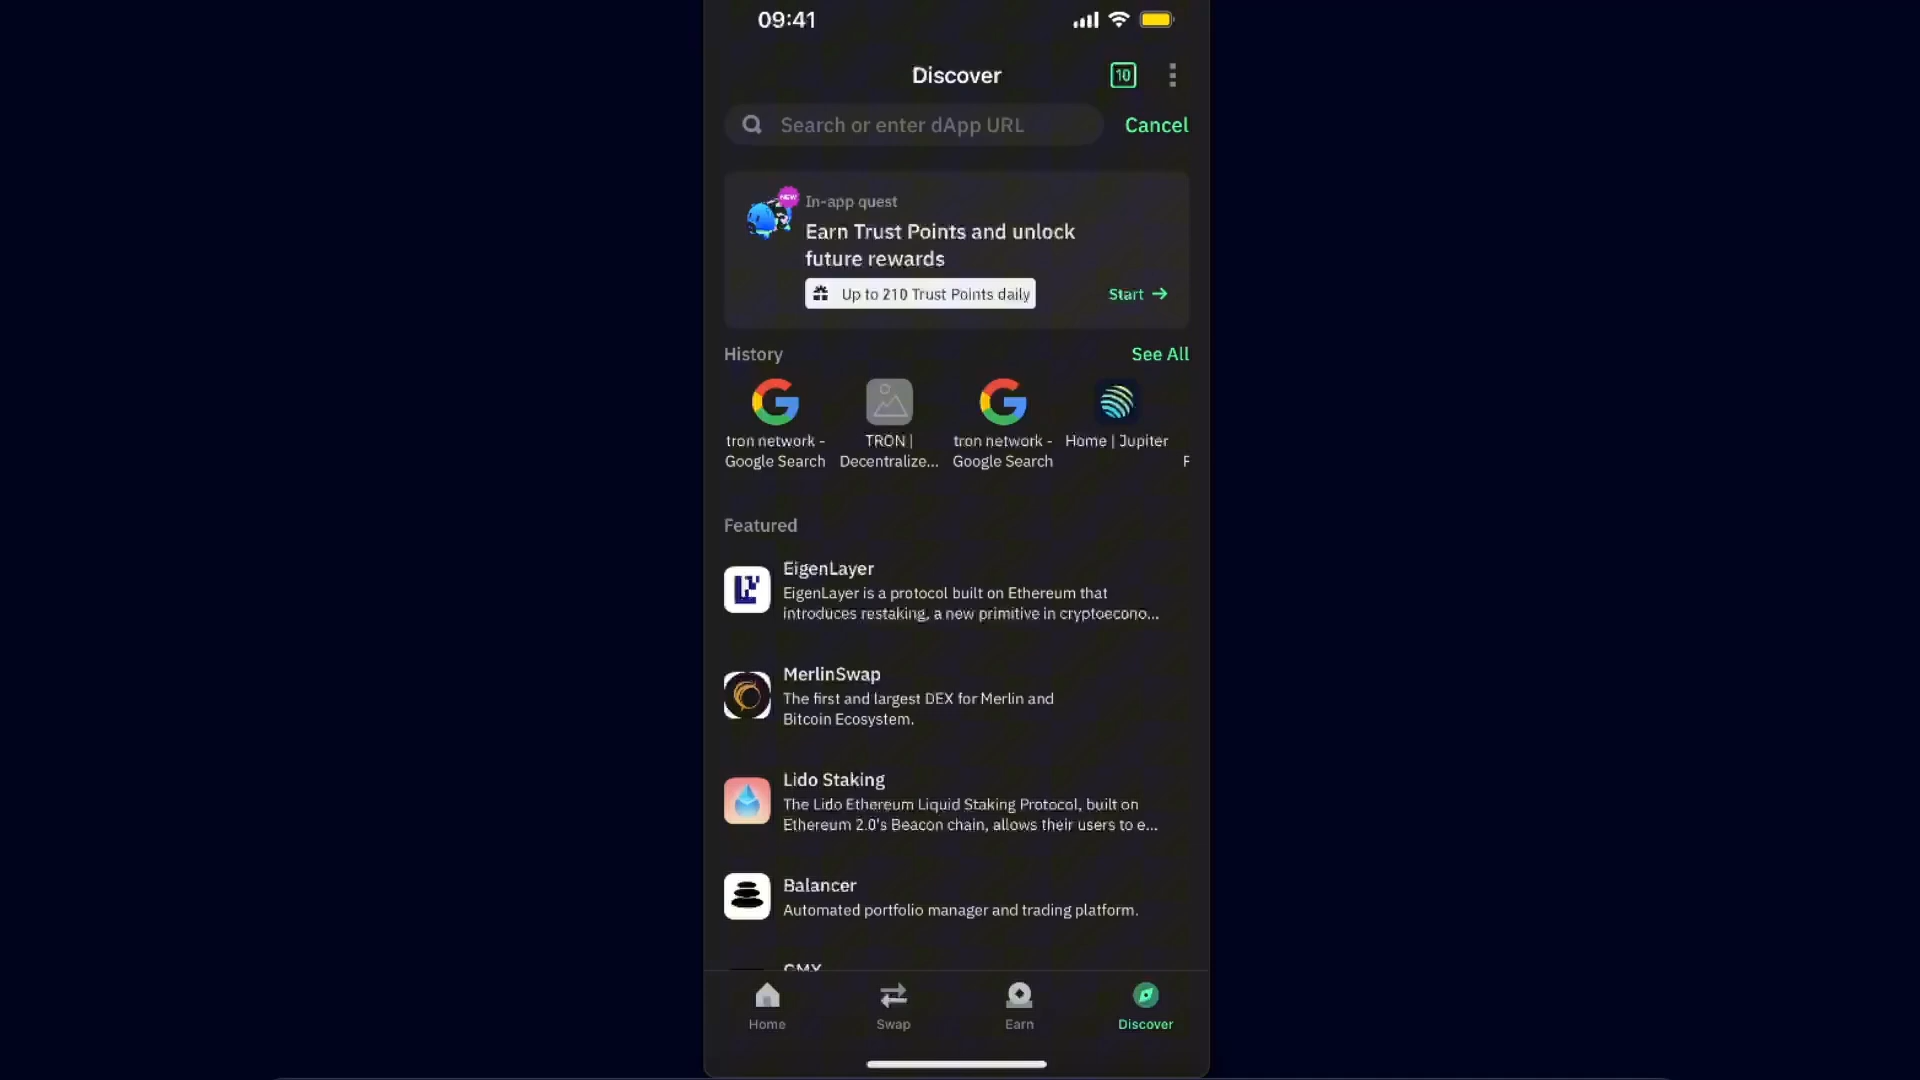 09:41
Discover
10
Search or enter dApp URL
Cancel
NEW
In-app quest
Earn Trust Points and unlock
future rewards
Up to 210 Trust Points daily
Start
History
See All
tron network -
Google Search
TRON |
Decentralize...
tron network -
Google Search
Home | Jupiter
F
Featured
EigenLayer
EigenLayer is a protocol built on Ethereum that
introduces restaking, a new primitive in cryptoecono...
MerlinSwap
The first and largest DEX for Merlin and
Bitcoin Ecosystem.
Lido Staking
The Lido Ethereum Liquid Staking Protocol, built on
Ethereum 2.0's Beacon chain, allows their users to e...
Balancer
Automated portfolio manager and trading platform.
GMX
Home
Swap
Earn
Discover